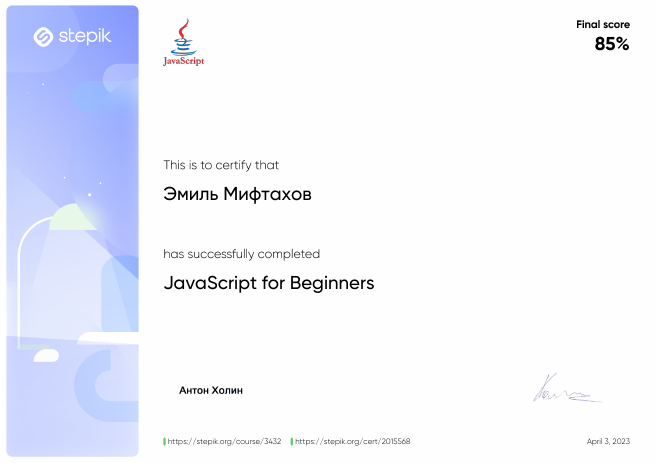 stepik
JavaScript
Final score
85%
This is to certify that
Эмиль Мифтахов
has successfully completed
JavaScript for Beginners
Антон Холин
https://stepik.org/course/3432 https://stepik.org/cert/2015568
April 3, 2023